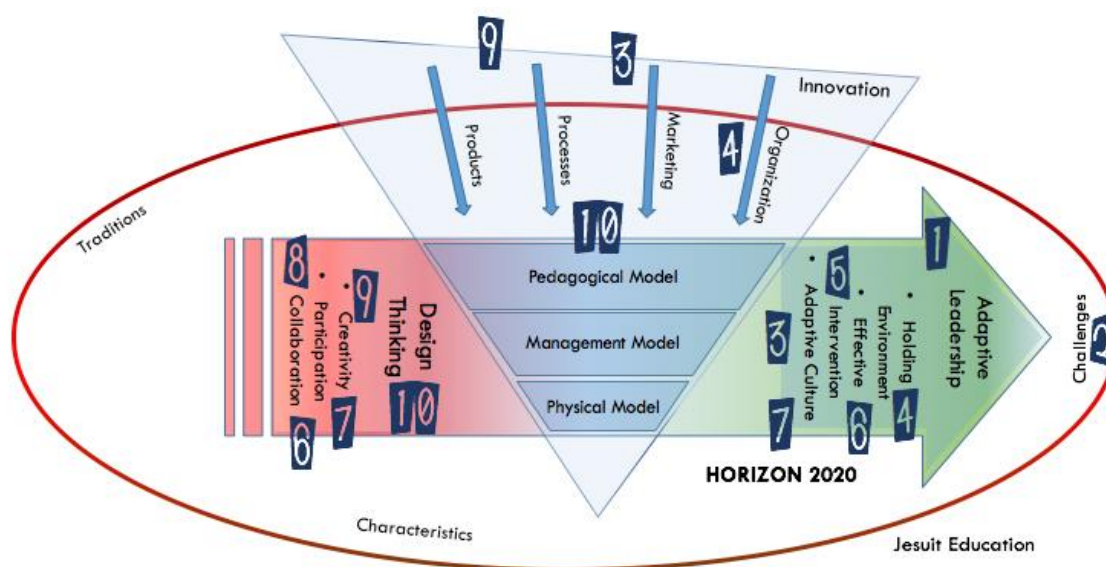 9
3
Innovation
Products
Processes
Marketing
4
Organization
Traditions
10
1
8
• Collaboration
• Participation
9
• Creativity
Design
Thinking
6
7
10
Pedagogical Model
Management Model
Physical Model
• Adaptive Culture
5
• Effective
Intervention
• Holding
Environment
Adaptive
Leadership
3
7
6
4
Challenges
HORIZON 2020
Characteristics
Jesuit Education